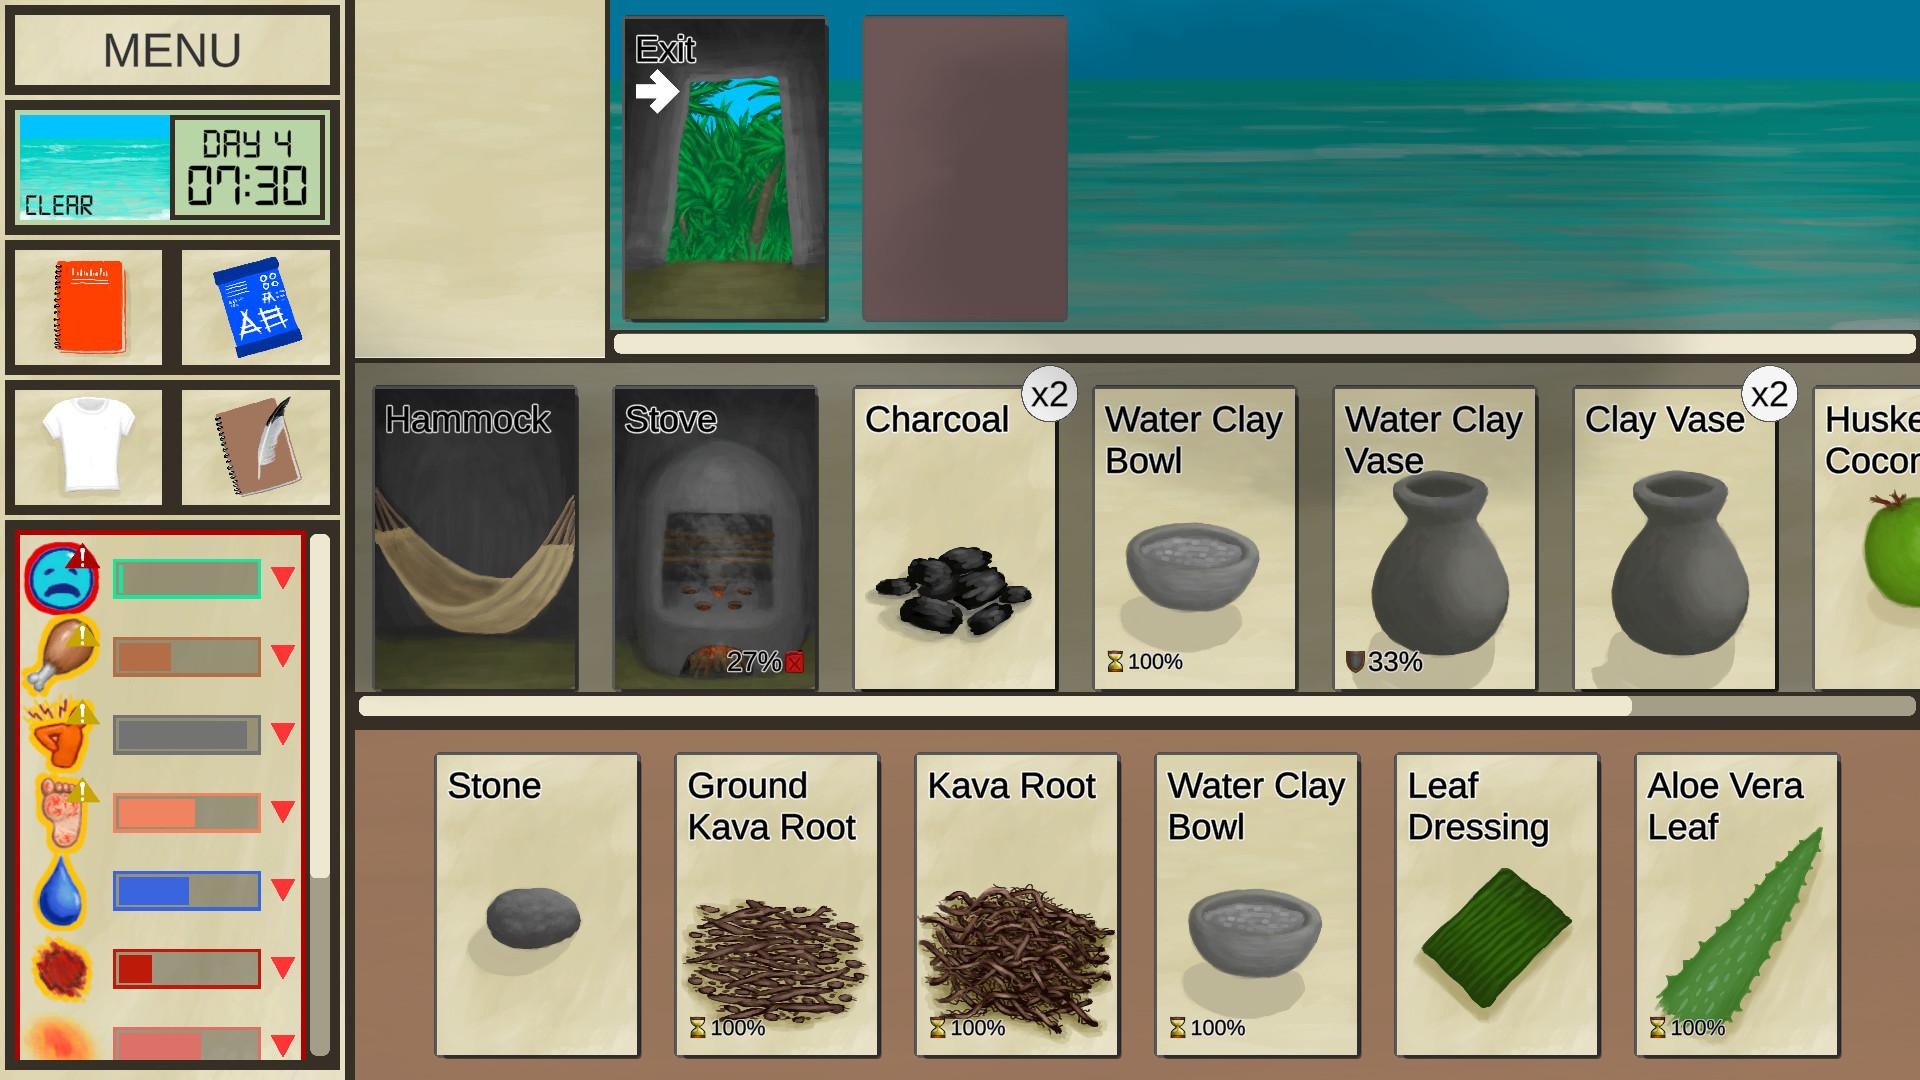 MENU
CLEAR
DAY 4
07:30
Exit
Hammock
Stove
27%
Charcoal
x2
Water Clay
Bowl
100%
Water Clay
Vase
33%
Clay Vase
x2
Huske
Cocor
Stone
Ground
Kava Root
100%
Kava Root
100%
Water Clay
Bowl
100%
Leaf
Dressing
Aloe Vera
Leaf
100%